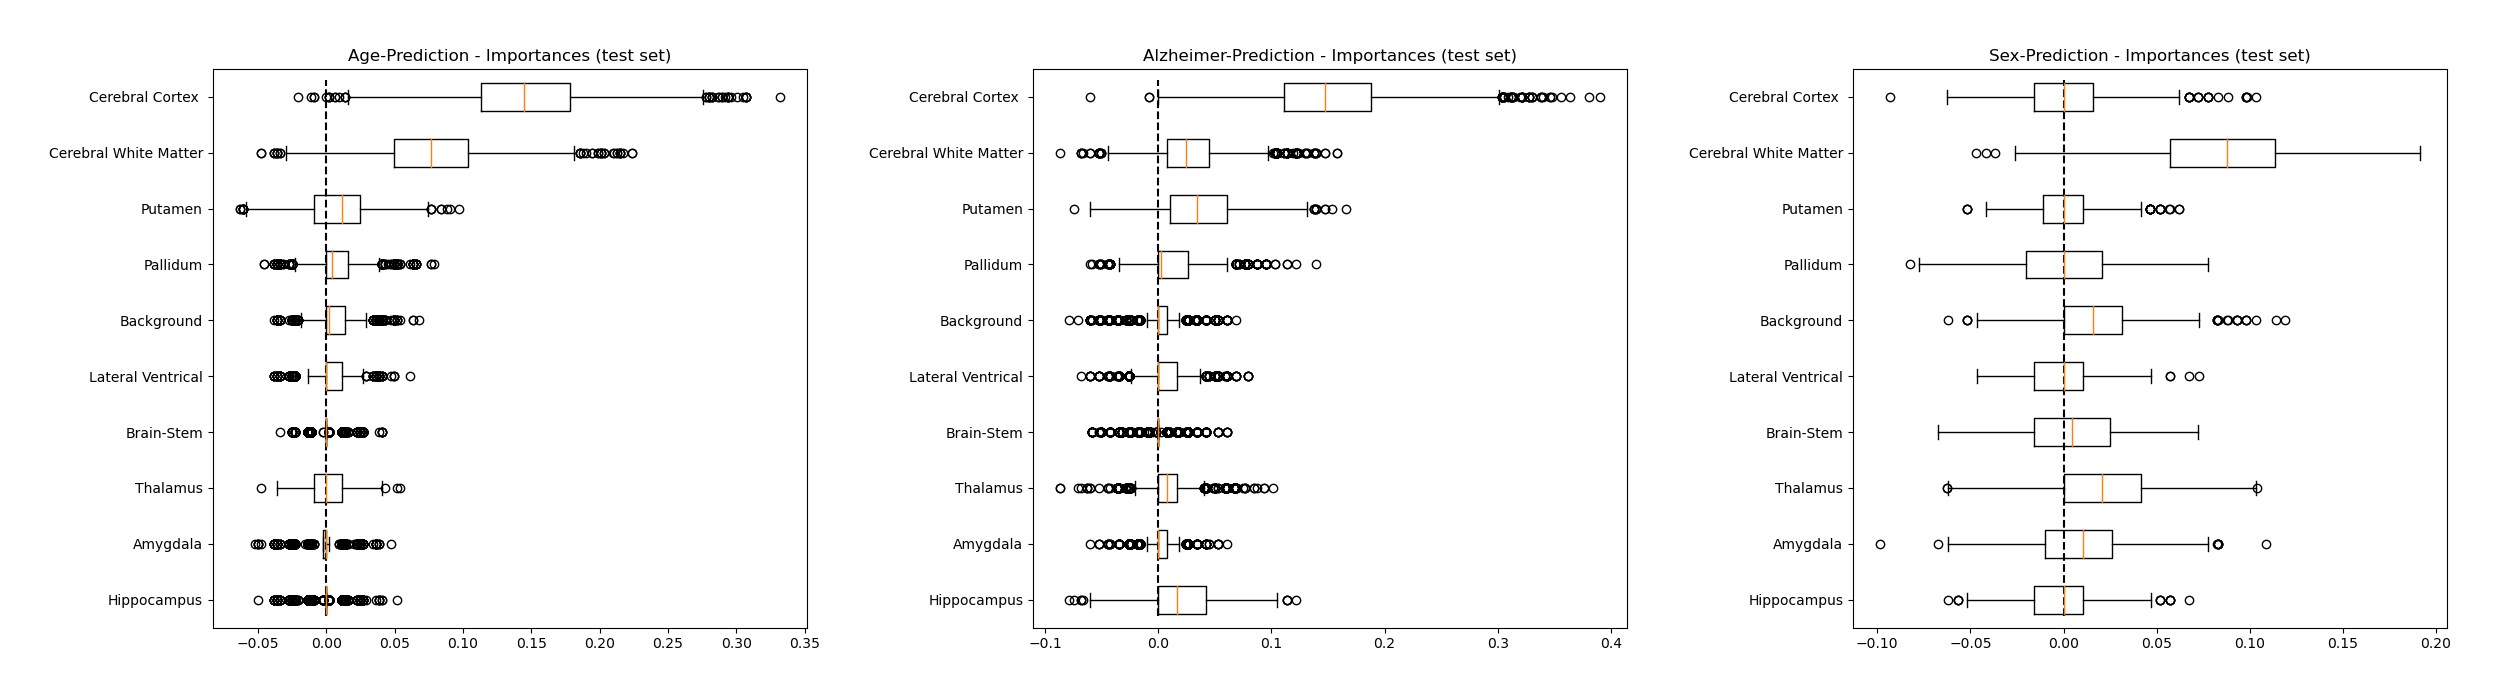 Age-Prediction - Importances (test set)
Cerebral Cortex
Cerebral White Matter
Putamen
Pallidum
Background
Lateral Ventrical
Brain-Stem
Thalamus
Amygdala
Hippocampus
−0.05 0.00 0.05 0.10 0.15 0.20 0.25 0.30 0.35
Alzheimer-Prediction - Importances (test set)
Cerebral Cortex
Cerebral White Matter
Putamen
Pallidum
Background
Lateral Ventrical
Brain-Stem
Thalamus
Amygdala
Hippocampus
−0.1 0.0 0.1 0.2 0.3 0.4
Sex-Prediction - Importances (test set)
Cerebral Cortex
Cerebral White Matter
Putamen
Pallidum
Background
Lateral Ventrical
Brain-Stem
Thalamus
Amygdala
Hippocampus
−0.10 −0.05 0.00 0.05 0.10 0.15 0.20